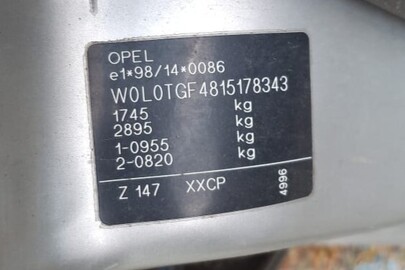 OPEL
e1*98/14*0086
W0L0TGF4815178343
1745 kg
2895 kg
1-0955 kg
2-0820 kg
Z 147 XXCP 4996